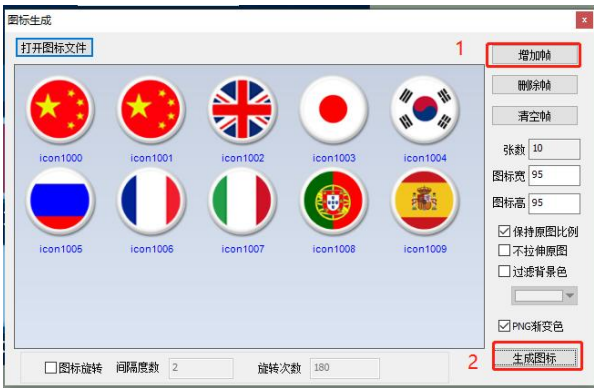 图标生成
x
打开图标文件
1
增加帧
删除帧
清空帧
张数 10
图标宽 95
图标高 95
保持原图比例
不拉伸原图
过滤背景色
PNG渐变色
2
生成图标
icon1000 icon1001 icon1002 icon1003 icon1004
icon1005 icon1006 icon1007 icon1008 icon1009
图标旋转 间隔度数 2 旋转次数 180